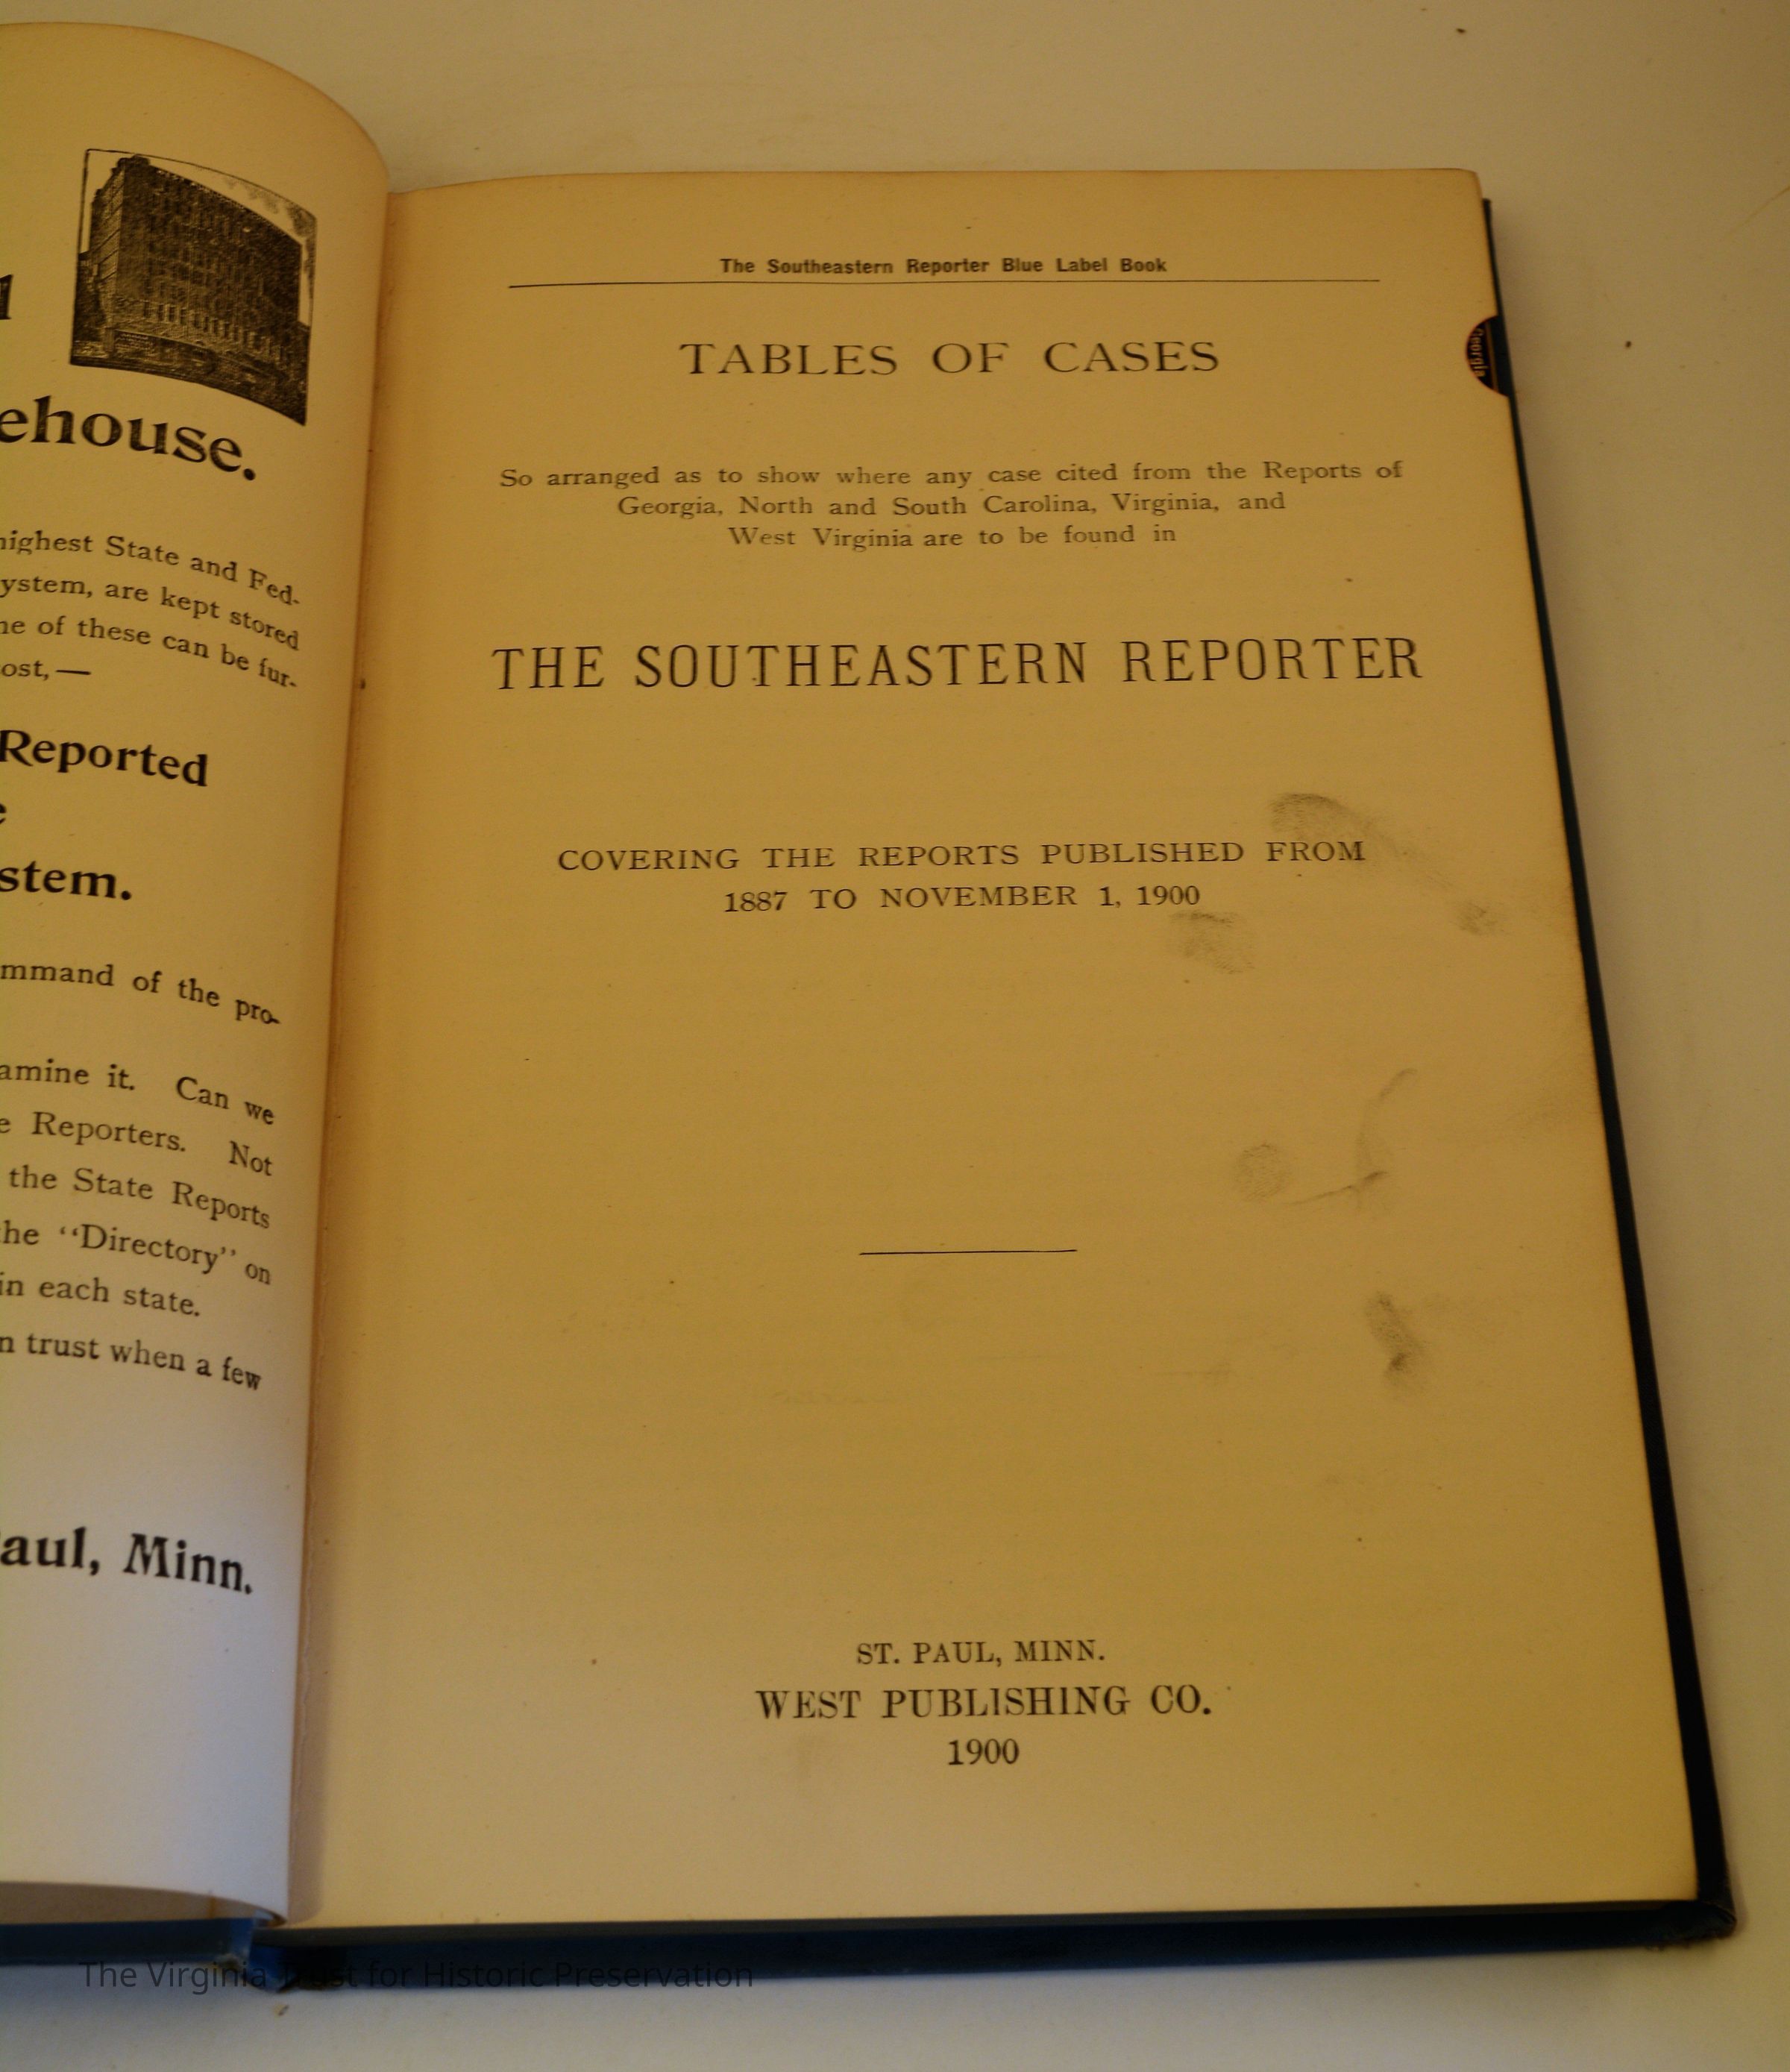 ehouse.
highest State and Fed-
ystem, are kept stored
ne of these can be fur-
ost,—
Reported
stem.
mmand of the pro-
amine it. Can we
e Reporters. Not
the State Reports
the "Directory" on
in each state.
n trust when a few
aul, Minn.
The Southeastern Reporter Blue Label Book
TABLES OF CASES
So arranged as to show where any case cited from the Reports of
Georgia, North and South Carolina, Virginia, and
West Virginia are to be found in
THE SOUTHEASTERN REPORTER
COVERING THE REPORTS PUBLISHED FROM
1887 TO NOVEMBER 1, 1900
ST. PAUL, MINN.
WEST PUBLISHING CO.
1900
Georgia
The Virginia Trust for Historic Preservation